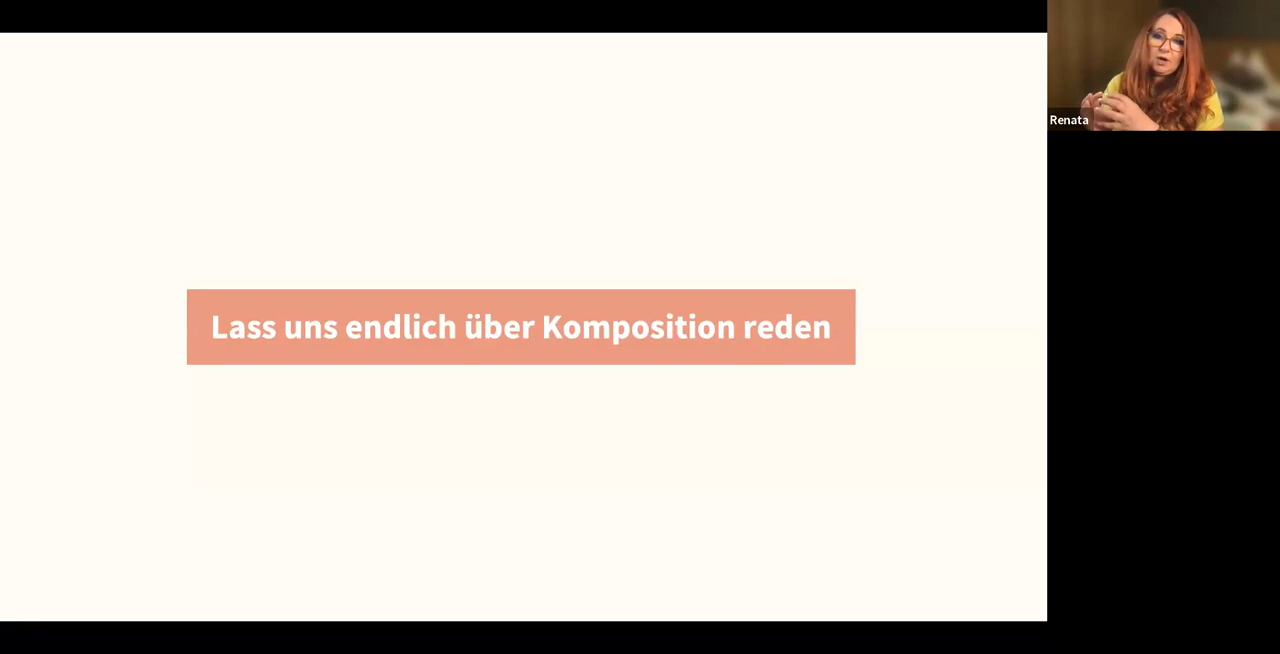 Lass uns endlich über Komposition reden
Renata